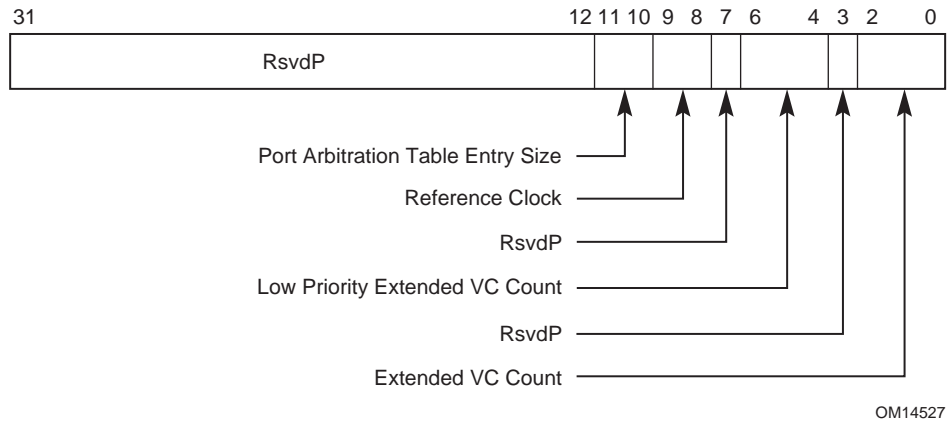 31 12 11 10 9 8 7 6 4 3 2 0
RsvdP
Port Arbitration Table Entry Size
Reference Clock
RsvdP
Low Priority Extended VC Count
RsvdP
Extended VC Count
OM14527